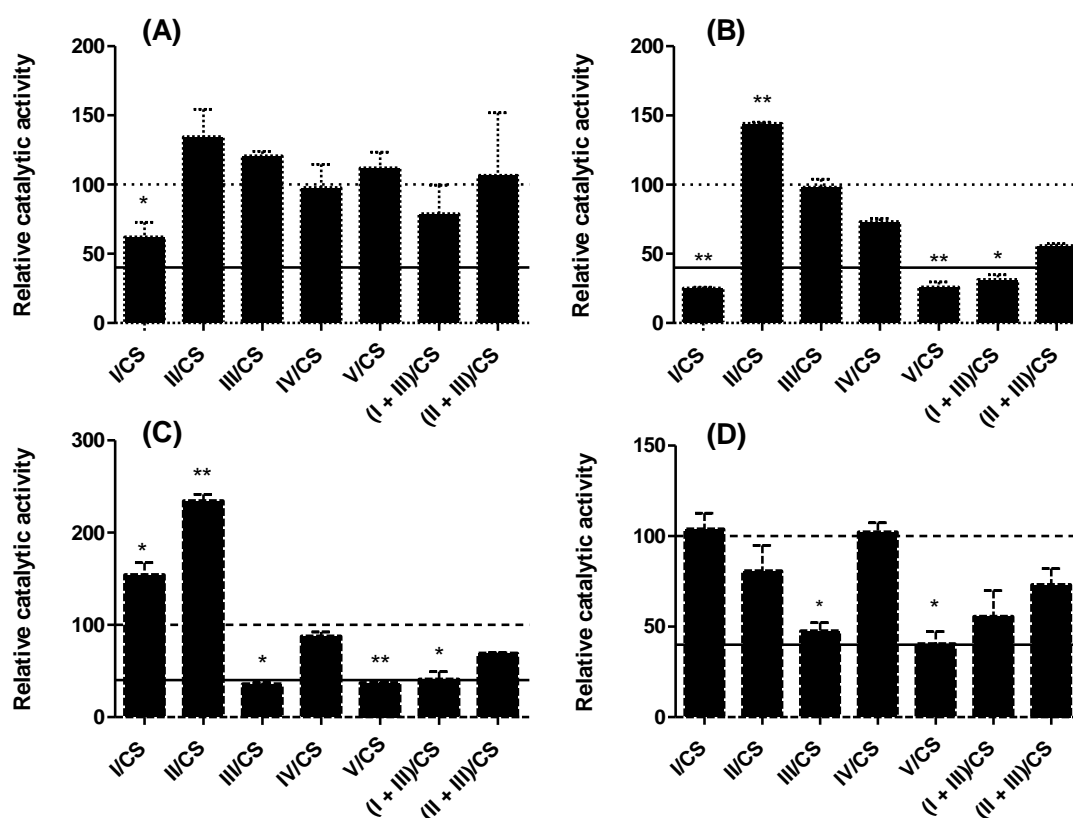 (A)
Relative catalytic activity
200
150
100
50
0
*
I/CS
II/CS
III/CS
IV/CS
V/CS
(I + III)/CS
(II + III)/CS
(B)
Relative catalytic activity
200
150
100
50
0
**
**
**
*
I/CS
II/CS
III/CS
IV/CS
V/CS
(I + III)/CS
(II + III)/CS
(C)
Relative catalytic activity
300
200
100
0
*
**
*
**
*
I/CS
II/CS
III/CS
IV/CS
V/CS
(I + III)/CS
(II + III)/CS
(D)
Relative catalytic activity
150
100
50
0
*
*
I/CS
II/CS
III/CS
IV/CS
V/CS
(I + III)/CS
(II + III)/CS